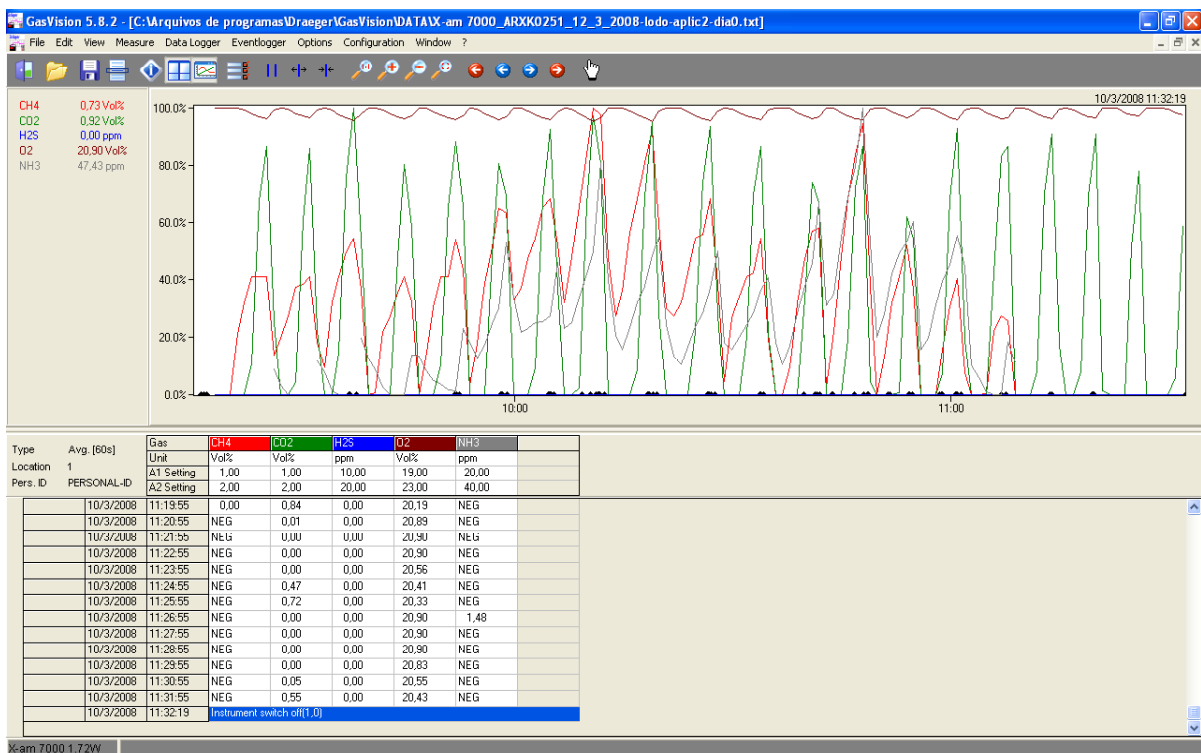 GasVision 5.8.2 - [C:\Arquivos de programas\Draeger\GasVision\DATA\X-am 7000_ARXK0251_12_3_2008-lodo-aplic2-dia0.txt]
File Edit View Measure Data Logger Eventlogger Options Configuration Window ?
10/3/2008 11:32:19
CH4 0,73 Vol%
CO2 0,92 Vol%
H2S 0,00 ppm
O2 20,90 Vol%
NH3 47,43 ppm
100.0%
80.0%
60.0%
40.0%
20.0%
0.0%
10:00 11:00
Type Avg. [60s]
Location 1
Pers. ID PERSONAL-ID
Gas CH4 CO2 H2S O2 NH3
Unit Vol% Vol% ppm Vol% ppm
A1 Setting 1,00 1,00 10,00 19,00 20,00
A2 Setting 2,00 2,00 20,00 23,00 40,00
10/3/2008 11:19:55 0,00 0,84 0,00 20,19 NEG
10/3/2008 11:20:55 NEG 0,01 0,00 20,89 NEG
10/3/2008 11:21:55 NEG 0,00 0,00 20,90 NEG
10/3/2008 11:22:55 NEG 0,00 0,00 20,90 NEG
10/3/2008 11:23:55 NEG 0,00 0,00 20,56 NEG
10/3/2008 11:24:55 NEG 0,47 0,00 20,41 NEG
10/3/2008 11:25:55 NEG 0,72 0,00 20,33 NEG
10/3/2008 11:26:55 NEG 0,00 0,00 20,90 1,48
10/3/2008 11:27:55 NEG 0,00 0,00 20,90 NEG
10/3/2008 11:28:55 NEG 0,00 0,00 20,90 NEG
10/3/2008 11:29:55 NEG 0,00 0,00 20,83 NEG
10/3/2008 11:30:55 NEG 0,05 0,00 20,55 NEG
10/3/2008 11:31:55 NEG 0,55 0,00 20,43 NEG
10/3/2008 11:32:19 Instrument switch off(1,0)
X-am 7000 1.72W